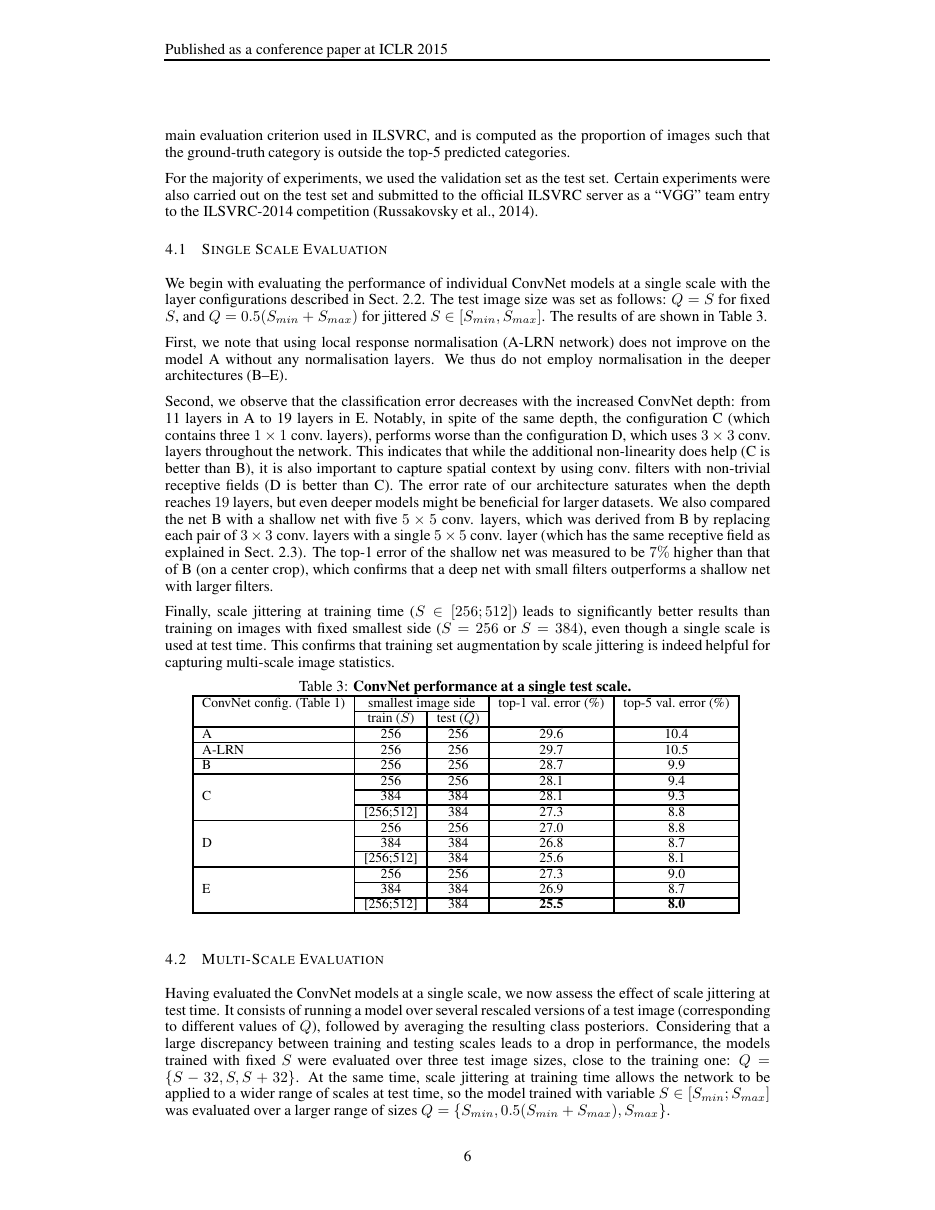 Published as a conference paper at ICLR 2015
main evaluation criterion used in ILSVRC, and is computed as the proportion of images such that
the ground-truth category is outside the top-5 predicted categories.
For the majority of experiments, we used the validation set as the test set. Certain experiments were
also carried out on the test set and submitted to the official ILSVRC server as a “VGG” team entry
to the ILSVRC-2014 competition (Russakovsky et al., 2014).
4.1 SINGLE SCALE EVALUATION
We begin with evaluating the performance of individual ConvNet models at a single scale with the
layer configurations described in Sect. 2.2. The test image size was set as follows: Q = S for fixed
S, and Q = 0.5(Smin + Smax) for jittered S ∈ [Smin, Smax]. The results of are shown in Table 3.
First, we note that using local response normalisation (A-LRN network) does not improve on the
model A without any normalisation layers. We thus do not employ normalisation in the deeper
architectures (B–E).
Second, we observe that the classification error decreases with the increased ConvNet depth: from
11 layers in A to 19 layers in E. Notably, in spite of the same depth, the configuration C (which
contains three 1 × 1 conv. layers), performs worse than the configuration D, which uses 3 × 3 conv.
layers throughout the network. This indicates that while the additional non-linearity does help (C is
better than B), it is also important to capture spatial context by using conv. filters with non-trivial
receptive fields (D is better than C). The error rate of our architecture saturates when the depth
reaches 19 layers, but even deeper models might be beneficial for larger datasets. We also compared
the net B with a shallow net with five 5 × 5 conv. layers, which was derived from B by replacing
each pair of 3 × 3 conv. layers with a single 5 × 5 conv. layer (which has the same receptive field as
explained in Sect. 2.3). The top-1 error of the shallow net was measured to be 7% higher than that
of B (on a center crop), which confirms that a deep net with small filters outperforms a shallow net
with larger filters.
Finally, scale jittering at training time (S ∈ [256; 512]) leads to significantly better results than
training on images with fixed smallest side (S = 256 or S = 384), even though a single scale is
used at test time. This confirms that training set augmentation by scale jittering is indeed helpful for
capturing multi-scale image statistics.
Table 3: ConvNet performance at a single test scale.
ConvNet config. (Table 1) smallest image side top-1 val. error (%) top-5 val. error (%)
train (S) test (Q)
A 256 256 29.6 10.4
A-LRN 256 256 29.7 10.5
B 256 256 28.7 9.9
256 256 28.1 9.4
C 384 384 28.1 9.3
[256;512] 384 27.3 8.8
256 256 27.0 8.8
D 384 384 26.8 8.7
[256;512] 384 25.6 8.1
256 256 27.3 9.0
E 384 384 26.9 8.7
[256;512] 384 25.5 8.0
4.2 MULTI-SCALE EVALUATION
Having evaluated the ConvNet models at a single scale, we now assess the effect of scale jittering at
test time. It consists of running a model over several rescaled versions of a test image (corresponding
to different values of Q), followed by averaging the resulting class posteriors. Considering that a
large discrepancy between training and testing scales leads to a drop in performance, the models
trained with fixed S were evaluated over three test image sizes, close to the training one: Q =
{S − 32, S, S + 32}. At the same time, scale jittering at training time allows the network to be
applied to a wider range of scales at test time, so the model trained with variable S ∈ [Smin; Smax]
was evaluated over a larger range of sizes Q = {Smin, 0.5(Smin + Smax), Smax}.
6